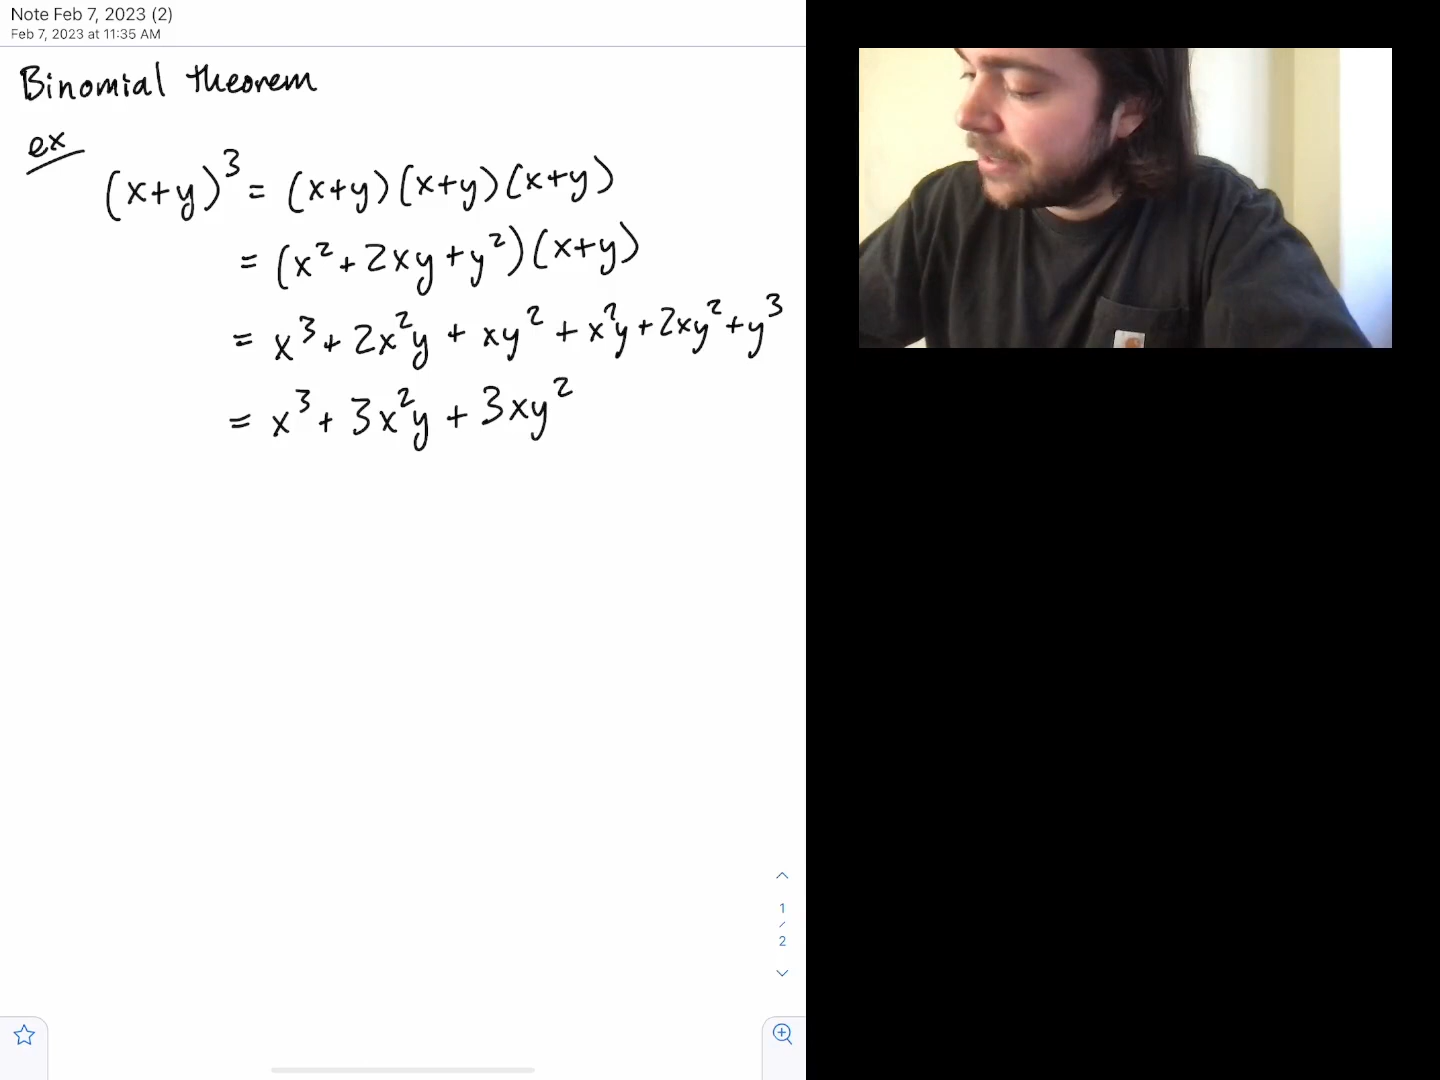 Note Feb 7, 2023 (2)
Feb 7, 2023 at 11:35 AM
Binomial theorem
ex
(x+y)³ = (x+y)(x+y)(x+y)
= (x²+2xy+y²)(x+y)
= x³+2x²y + xy² + x²y+2xy²+y³
= x³+3x²y+3xy²
1
/
2